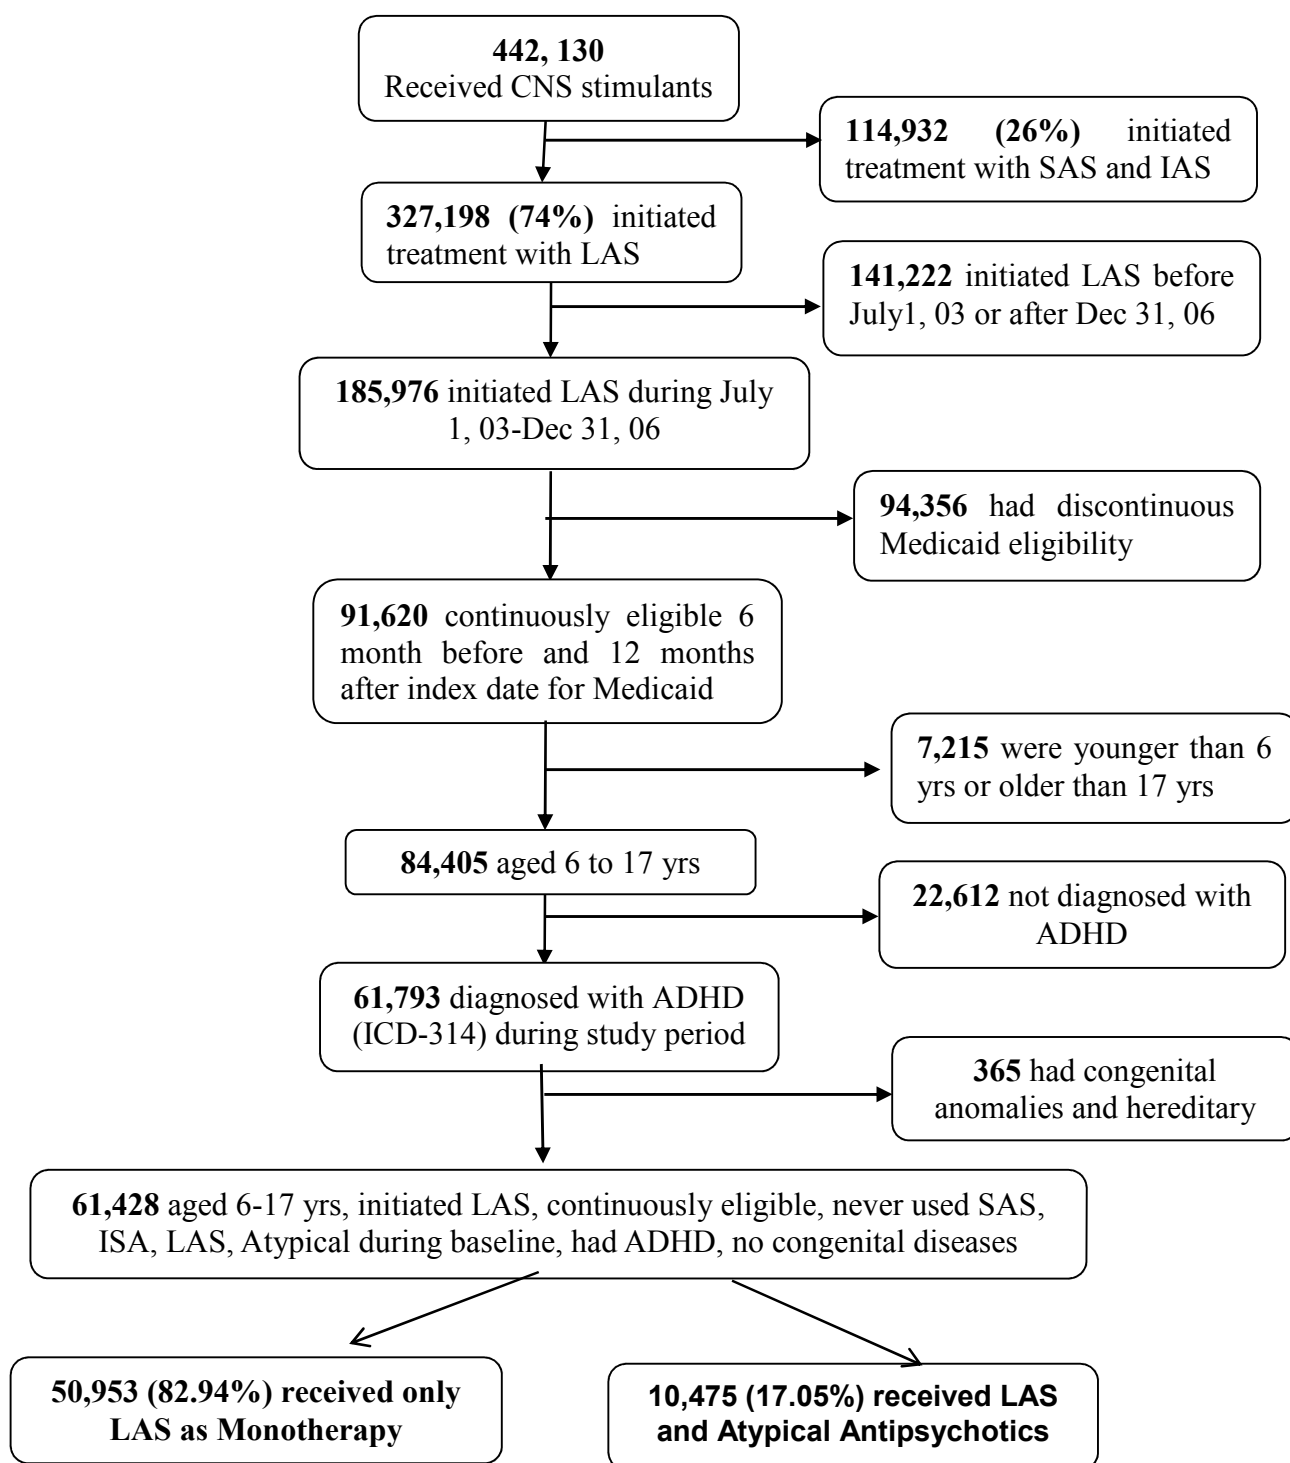 442, 130
Received CNS stimulants
114,932 (26%) initiated
treatment with SAS and IAS
327,198 (74%) initiated
treatment with LAS
141,222 initiated LAS before
July1, 03 or after Dec 31, 06
185,976 initiated LAS during July
1, 03-Dec 31, 06
94,356 had discontinuous
Medicaid eligibility
91,620 continuously eligible 6
month before and 12 months
after index date for Medicaid
7,215 were younger than 6
yrs or older than 17 yrs
84,405 aged 6 to 17 yrs
22,612 not diagnosed with
ADHD
61,793 diagnosed with ADHD
(ICD-314) during study period
365 had congenital
anomalies and hereditary
61,428 aged 6-17 yrs, initiated LAS, continuously eligible, never used SAS,
ISA, LAS, Atypical during baseline, had ADHD, no congenital diseases
50,953 (82.94%) received only
LAS as Monotherapy
10,475 (17.05%) received LAS
and Atypical Antipsychotics